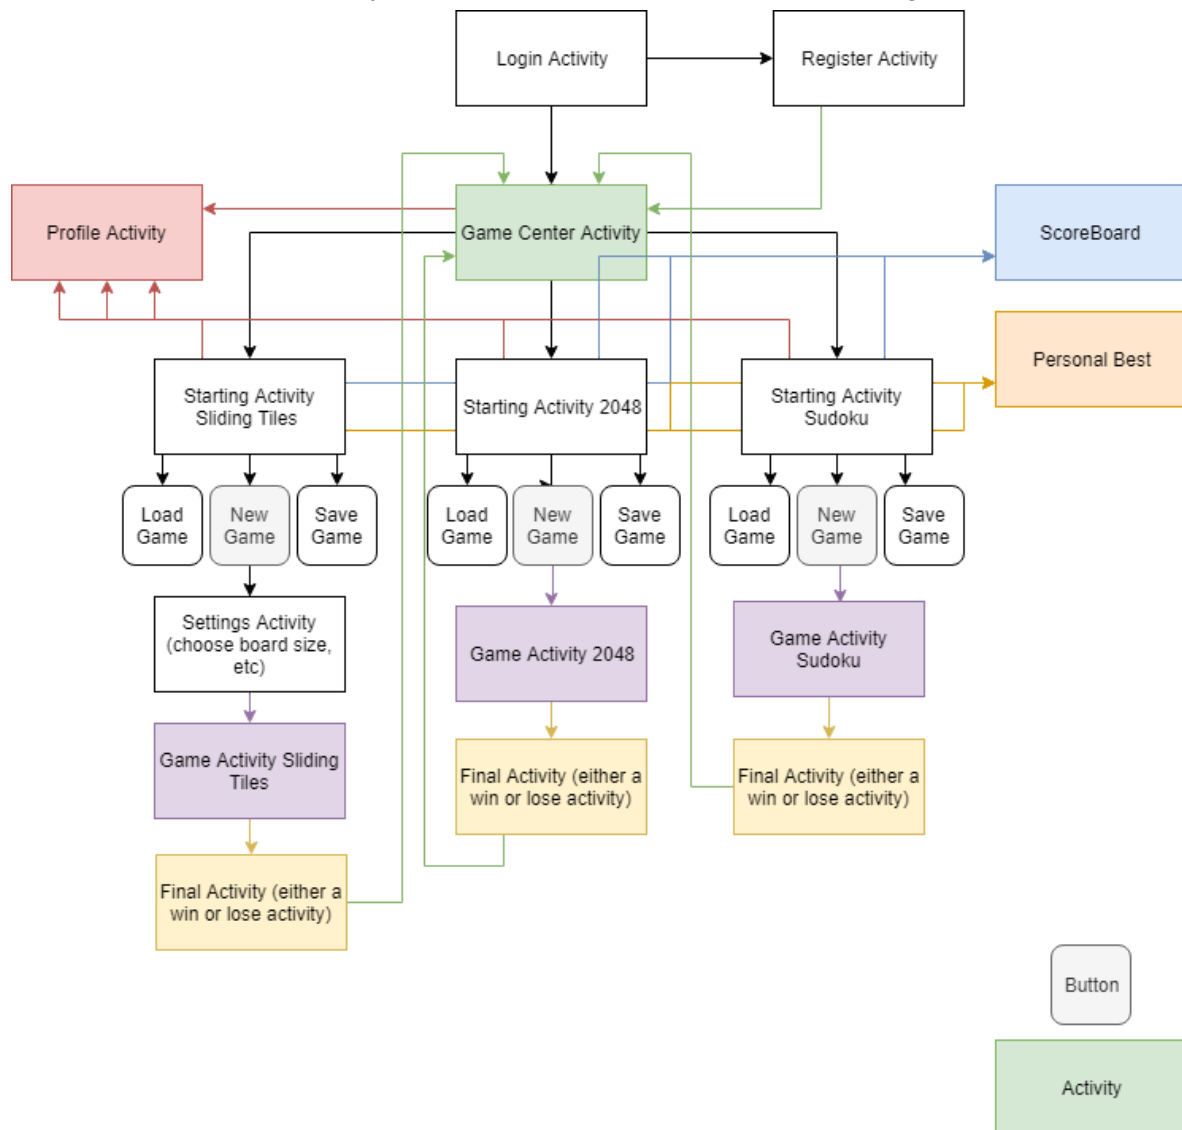 Login Activity
Register Activity
Profile Activity
Game Center Activity
ScoreBoard
Personal Best
Starting Activity
Sliding Tiles
Starting Activity 2048
Starting Activity
Sudoku
Load
Game
New
Game
Save
Game
Load
Game
New
Game
Save
Game
Load
Game
New
Game
Save
Game
Settings Activity
(choose board size,
etc)
Game Activity 2048
Game Activity
Sudoku
Game Activity Sliding
Tiles
Final Activity (either a
win or lose activity)
Final Activity (either a
win or lose activity)
Final Activity (either a
win or lose activity)
Button
Activity